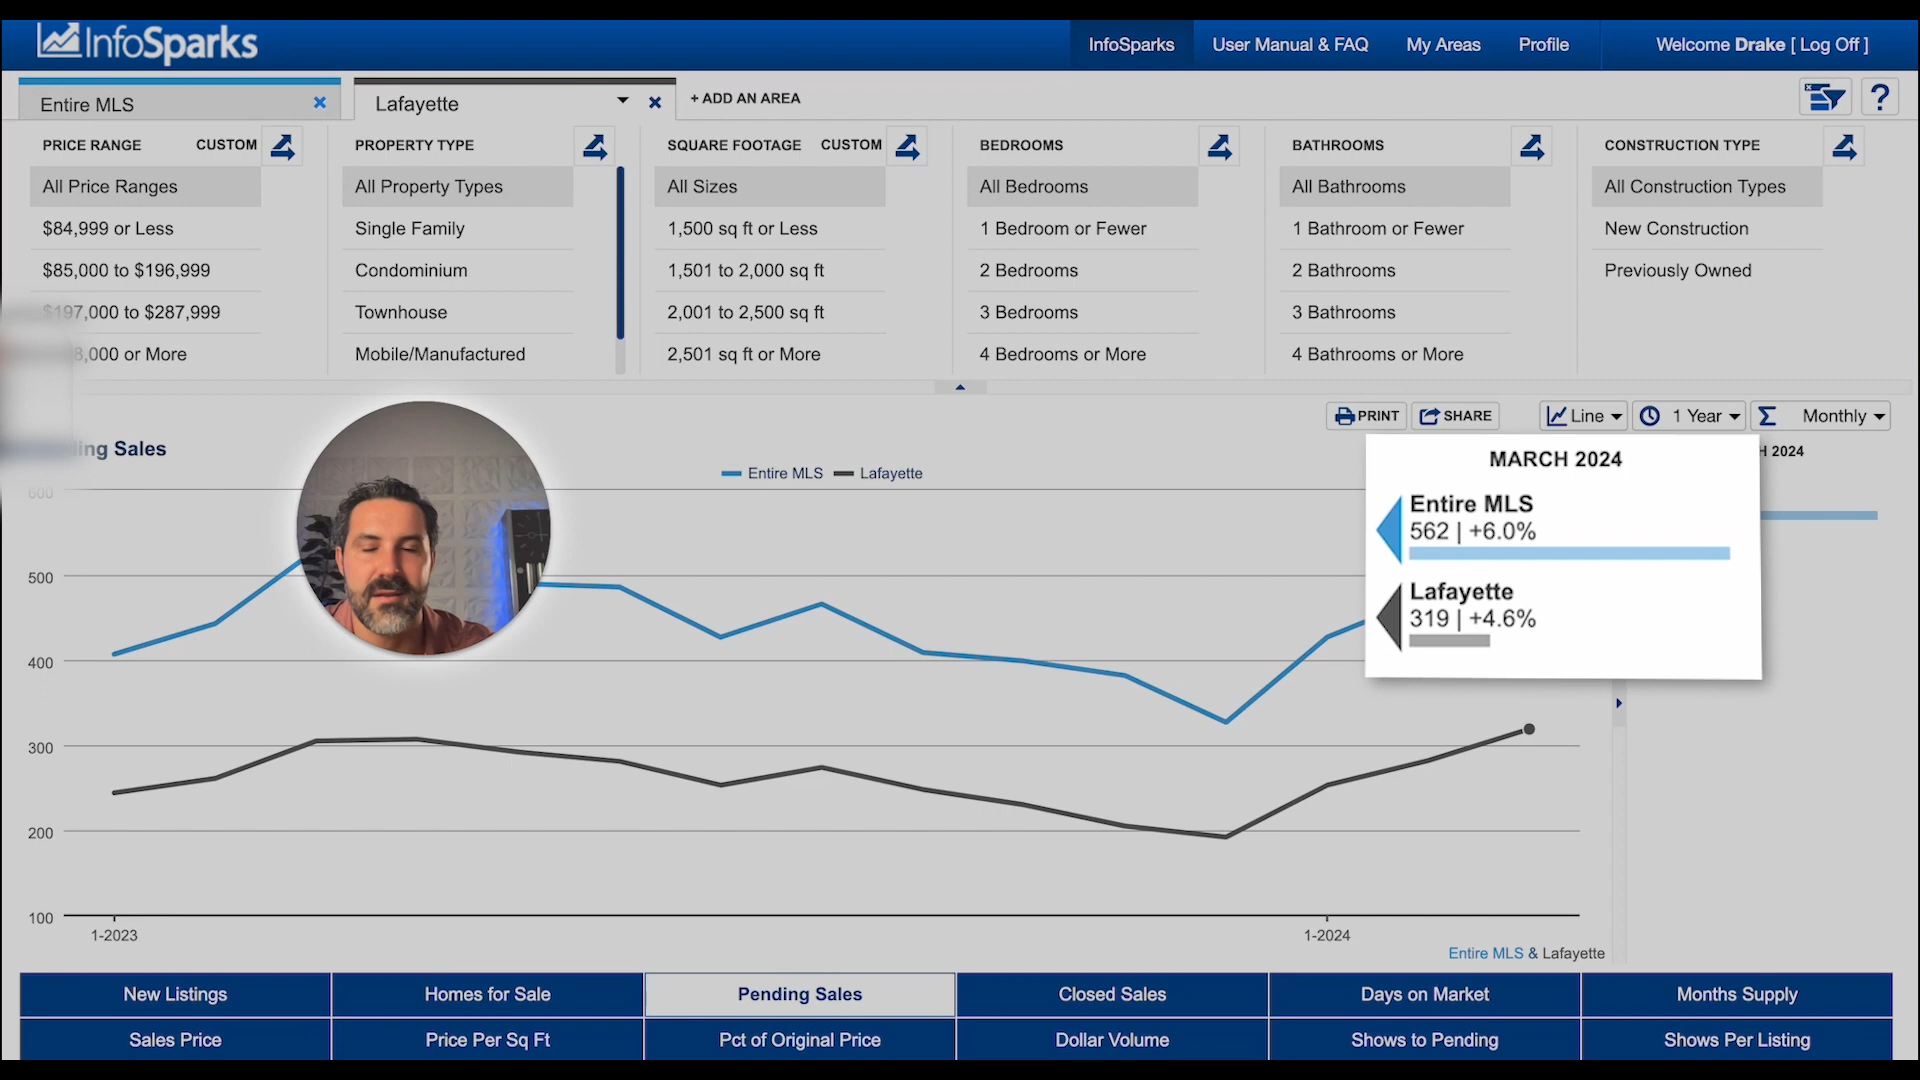 InfoSparks
InfoSparks
User Manual & FAQ
My Areas
Profile
Welcome Drake [ Log Off ]
Entire MLS
Lafayette
+ ADD AN AREA
?
PRICE RANGE CUSTOM
All Price Ranges
$84,999 or Less
$85,000 to $196,999
$197,000 to $287,999
8,000 or More
PROPERTY TYPE
All Property Types
Single Family
Condominium
Townhouse
Mobile/Manufactured
SQUARE FOOTAGE CUSTOM
All Sizes
1,500 sq ft or Less
1,501 to 2,000 sq ft
2,001 to 2,500 sq ft
2,501 sq ft or More
BEDROOMS
All Bedrooms
1 Bedroom or Fewer
2 Bedrooms
3 Bedrooms
4 Bedrooms or More
BATHROOMS
All Bathrooms
1 Bathroom or Fewer
2 Bathrooms
3 Bathrooms
4 Bathrooms or More
CONSTRUCTION TYPE
All Construction Types
New Construction
Previously Owned
PRINT
SHARE
Line
1 Year
Σ Monthly
ing Sales
Entire MLS
Lafayette
H 2024
MARCH 2024
Entire MLS
562 | +6.0%
Lafayette
319 | +4.6%
600
500
400
300
200
100
1-2023
1-2024
Entire MLS & Lafayette
New Listings
Homes for Sale
Pending Sales
Closed Sales
Days on Market
Months Supply
Sales Price
Price Per Sq Ft
Pct of Original Price
Dollar Volume
Shows to Pending
Shows Per Listing